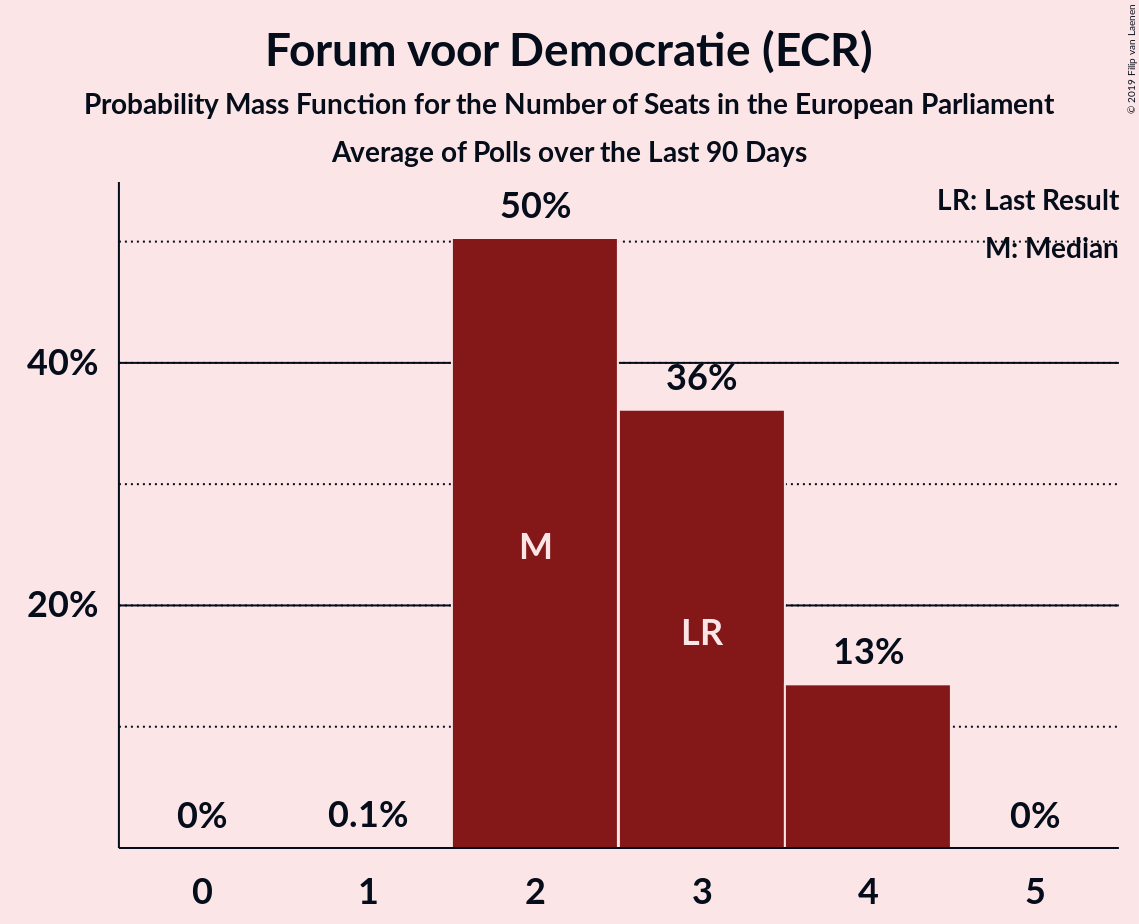 Forum voor Democratie (ECR)
Probability Mass Function for the Number of Seats in the European Parliament
Average of Polls over the Last 90 Days
© 2019 Filip van Laenen
LR: Last Result
M: Median
50%
40%
36%
M
20%
LR
13%
0%
0.1%
0%
0
1
2
3
4
5